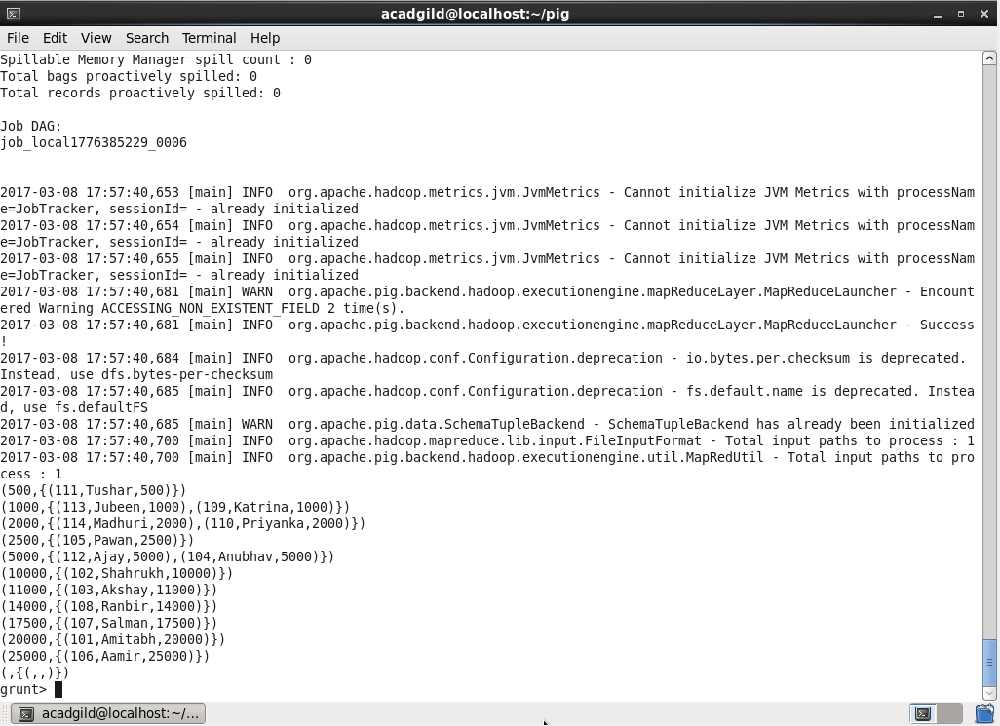 acadgild@localhost:~/pig
File Edit View Search Terminal Help
Spillable Memory Manager spill count : 0
Total bags proactively spilled: 0
Total records proactively spilled: 0
Job DAG:
job_local1776385229_0006
2017-03-08 17:57:40,653 [main] INFO  org.apache.hadoop.metrics.jvm.JvmMetrics - Cannot initialize JVM Metrics with processNam
e=JobTracker, sessionId= - already initialized
2017-03-08 17:57:40,654 [main] INFO  org.apache.hadoop.metrics.jvm.JvmMetrics - Cannot initialize JVM Metrics with processNam
e=JobTracker, sessionId= - already initialized
2017-03-08 17:57:40,655 [main] INFO  org.apache.hadoop.metrics.jvm.JvmMetrics - Cannot initialize JVM Metrics with processNam
e=JobTracker, sessionId= - already initialized
2017-03-08 17:57:40,681 [main] WARN  org.apache.pig.backend.hadoop.executionengine.mapReduceLayer.MapReduceLauncher - Encount
ered Warning ACCESSING_NON_EXISTENT_FIELD 2 time(s).
2017-03-08 17:57:40,681 [main] INFO  org.apache.pig.backend.hadoop.executionengine.mapReduceLayer.MapReduceLauncher - Success
!
2017-03-08 17:57:40,684 [main] INFO  org.apache.hadoop.conf.Configuration.deprecation - io.bytes.per.checksum is deprecated.
Instead, use dfs.bytes-per-checksum
2017-03-08 17:57:40,685 [main] INFO  org.apache.hadoop.conf.Configuration.deprecation - fs.default.name is deprecated. Instea
d, use fs.defaultFS
2017-03-08 17:57:40,685 [main] WARN  org.apache.pig.data.SchemaTupleBackend - SchemaTupleBackend has already been initialized
2017-03-08 17:57:40,700 [main] INFO  org.apache.hadoop.mapreduce.lib.input.FileInputFormat - Total input paths to process : 1
2017-03-08 17:57:40,700 [main] INFO  org.apache.pig.backend.hadoop.executionengine.util.MapRedUtil - Total input paths to pro
cess : 1
(500,{(111,Tushar,500)})
(1000,{(113,Jubeen,1000),(109,Katrina,1000)})
(2000,{(114,Madhuri,2000),(110,Priyanka,2000)})
(2500,{(105,Pawan,2500)})
(5000,{(112,Ajay,5000),(104,Anubhav,5000)})
(10000,{(102,Shahrukh,10000)})
(11000,{(103,Akshay,11000)})
(14000,{(108,Ranbir,14000)})
(17500,{(107,Salman,17500)})
(20000,{(101,Amitabh,20000)})
(25000,{(106,Aamir,25000)})
(,{(,,)})
grunt>
acadgild@localhost:~/...